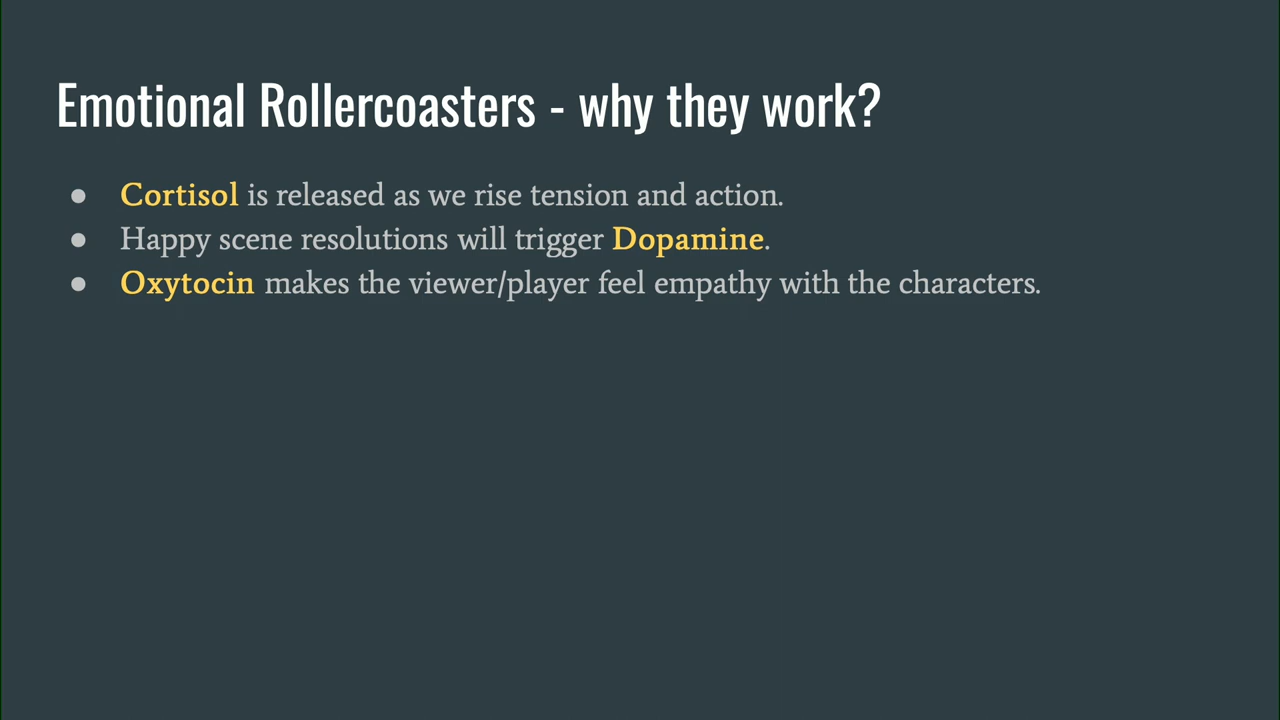 Emotional Rollercoasters - why they work?
● Cortisol is released as we rise tension and action.
● Happy scene resolutions will trigger Dopamine.
● Oxytocin makes the viewer/player feel empathy with the characters.